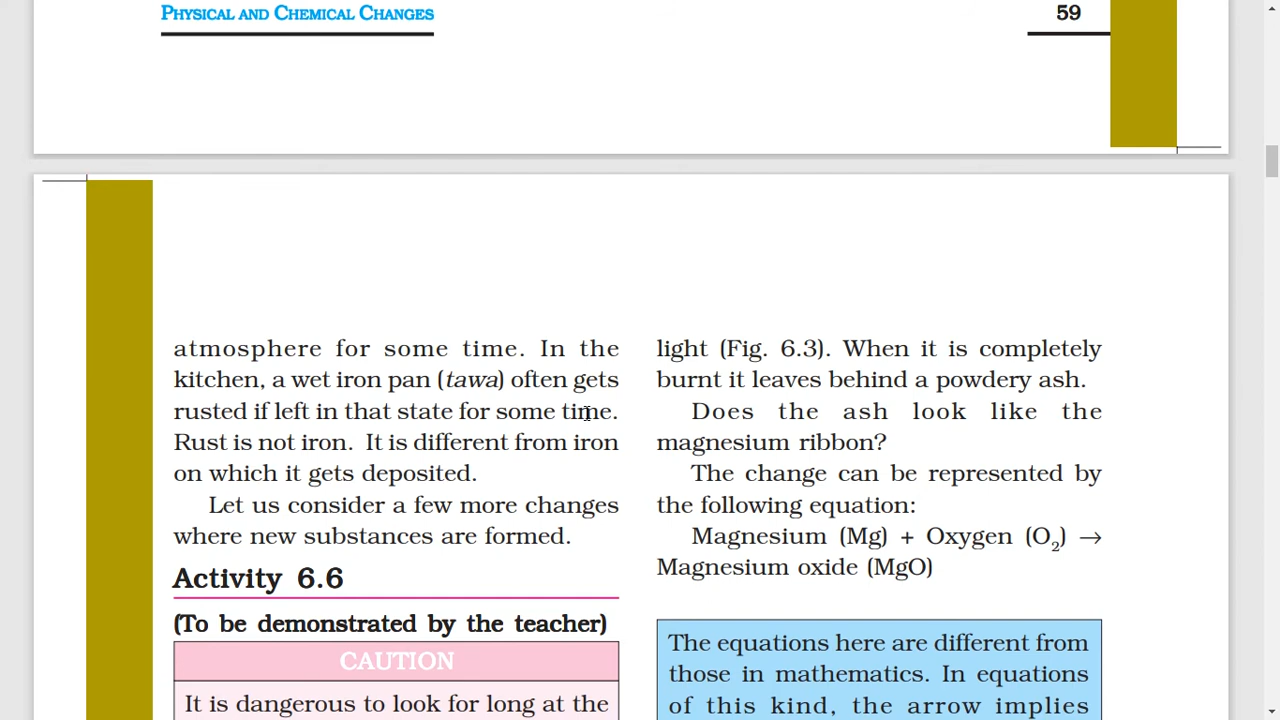 PHYSICAL AND CHEMICAL CHANGES
59
atmosphere for some time. In the
kitchen, a wet iron pan (tawa) often gets
rusted if left in that state for some time.
Rust is not iron. It is different from iron
on which it gets deposited.
Let us consider a few more changes
where new substances are formed.
Activity 6.6
(To be demonstrated by the teacher)
CAUTION
It is dangerous to look for long at the
light (Fig. 6.3). When it is completely
burnt it leaves behind a powdery ash.
Does the ash look like the
magnesium ribbon?
The change can be represented by
the following equation:
Magnesium (Mg) + Oxygen (O₂) →
Magnesium oxide (MgO)
The equations here are different from
those in mathematics. In equations
of this kind, the arrow implies